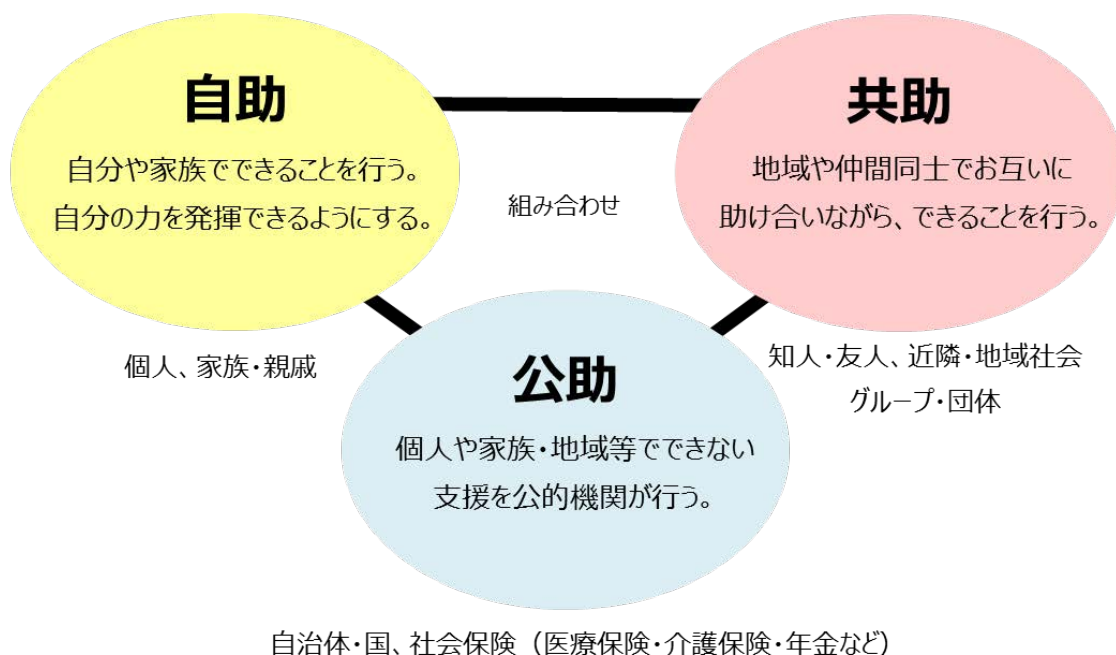 自助
自分や家族でできることを行う。
自分の力を発揮できるようにする。
個人、家族・親戚
組み合わせ
共助
地域や仲間同士でお互いに
助け合いながら、できることを行う。
知人・友人、近隣・地域社会
グループ・団体
公助
個人や家族・地域等でできない
支援を公的機関が行う。
自治体・国、社会保険（医療保険・介護保険・年金など）